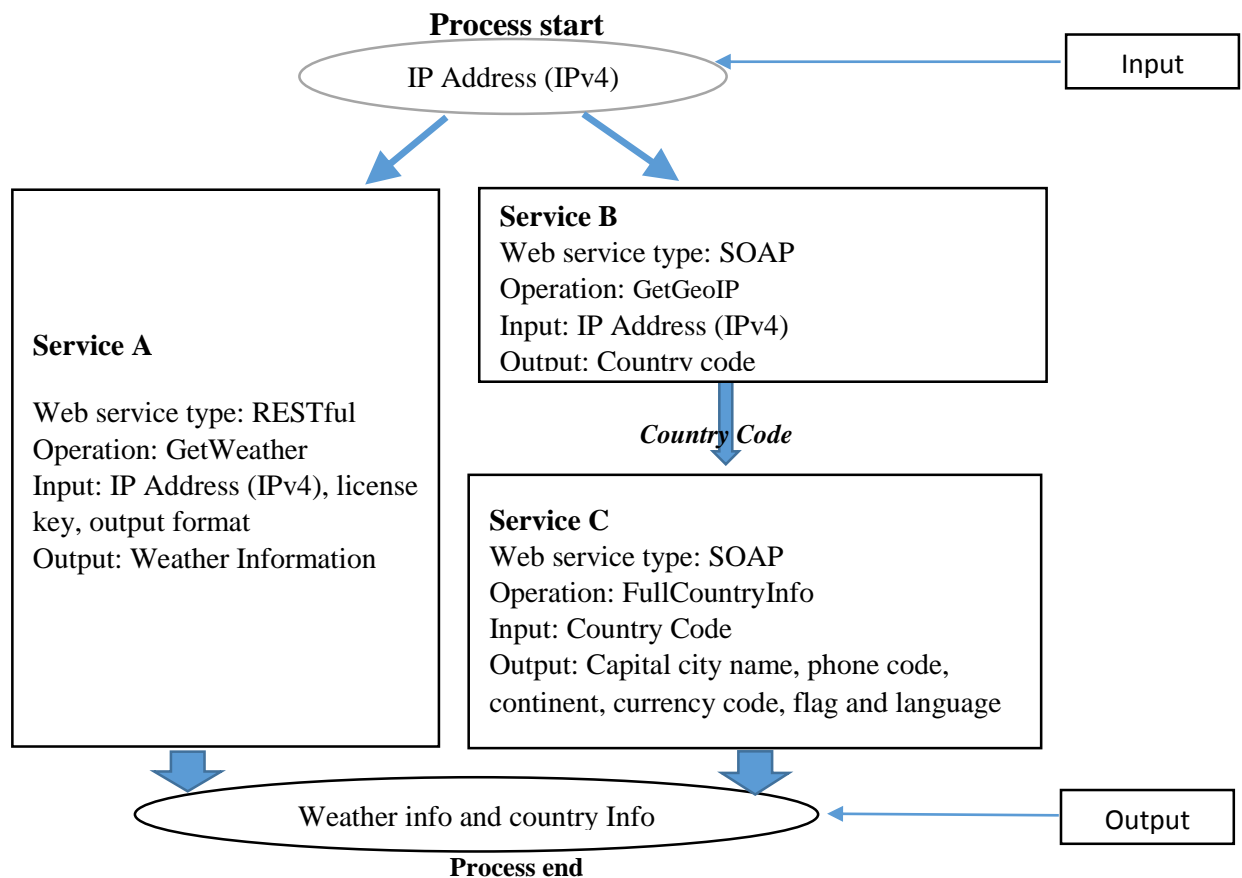 Process start
IP Address (IPv4)
Input
Service A
Web service type: RESTful
Operation: GetWeather
Input: IP Address (IPv4), license
key, output format
Output: Weather Information
Service B
Web service type: SOAP
Operation: GetGeoIP
Input: IP Address (IPv4)
Output: Country code
Country Code
Service C
Web service type: SOAP
Operation: FullCountryInfo
Input: Country Code
Output: Capital city name, phone code,
continent, currency code, flag and language
Weather info and country Info
Output
Process end